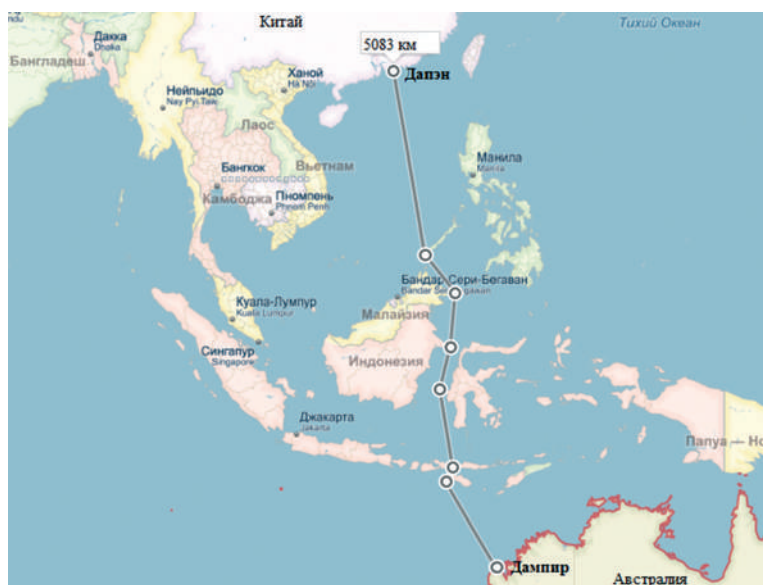 Китай
Тихий Океан
5083 км
Дапэн
Дакка
Dhaka
Бангладеш
Ханой
Ha Nôi
Нейпьидо
Nay Pyi Taw
Лаос
Вьетнам
Бангкок
Манила
Manila
Камбоджа
Пномпень
Phnom Penh
Бандар-Сери-Бегаван
Куала-Лумпур
Kuala Lumpur
Малайзия
Сингапур
Singapore
Индонезия
Джакарта
Jakarta
Папуа — Но
Дампир
Австралия